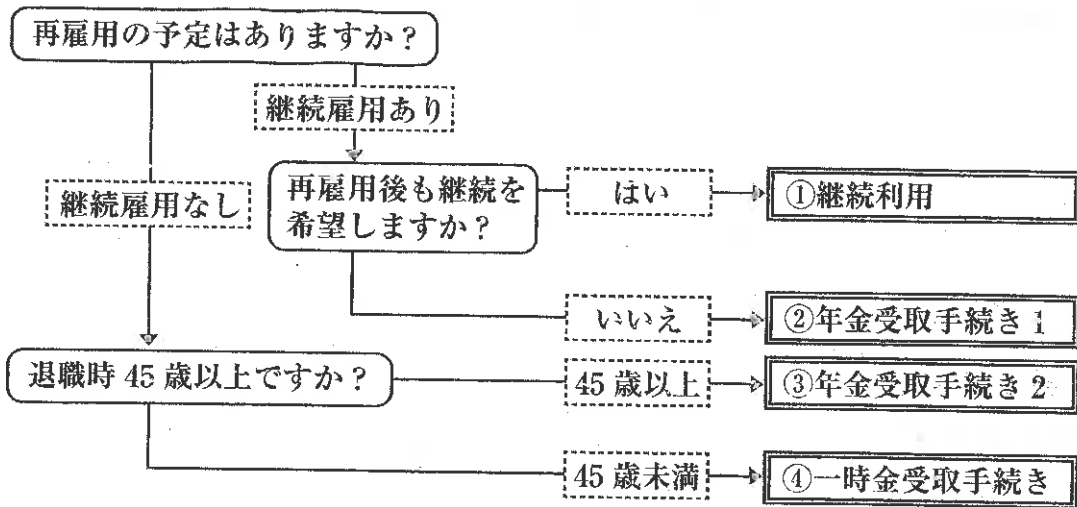 再雇用の予定はありますか？
継続雇用あり
継続雇用なし
再雇用後も継続を
希望しますか？
はい
①継続利用
いいえ
②年金受取手続き1
退職時45歳以上ですか？
45歳以上
③年金受取手続き2
45歳未満
④一時金受取手続き